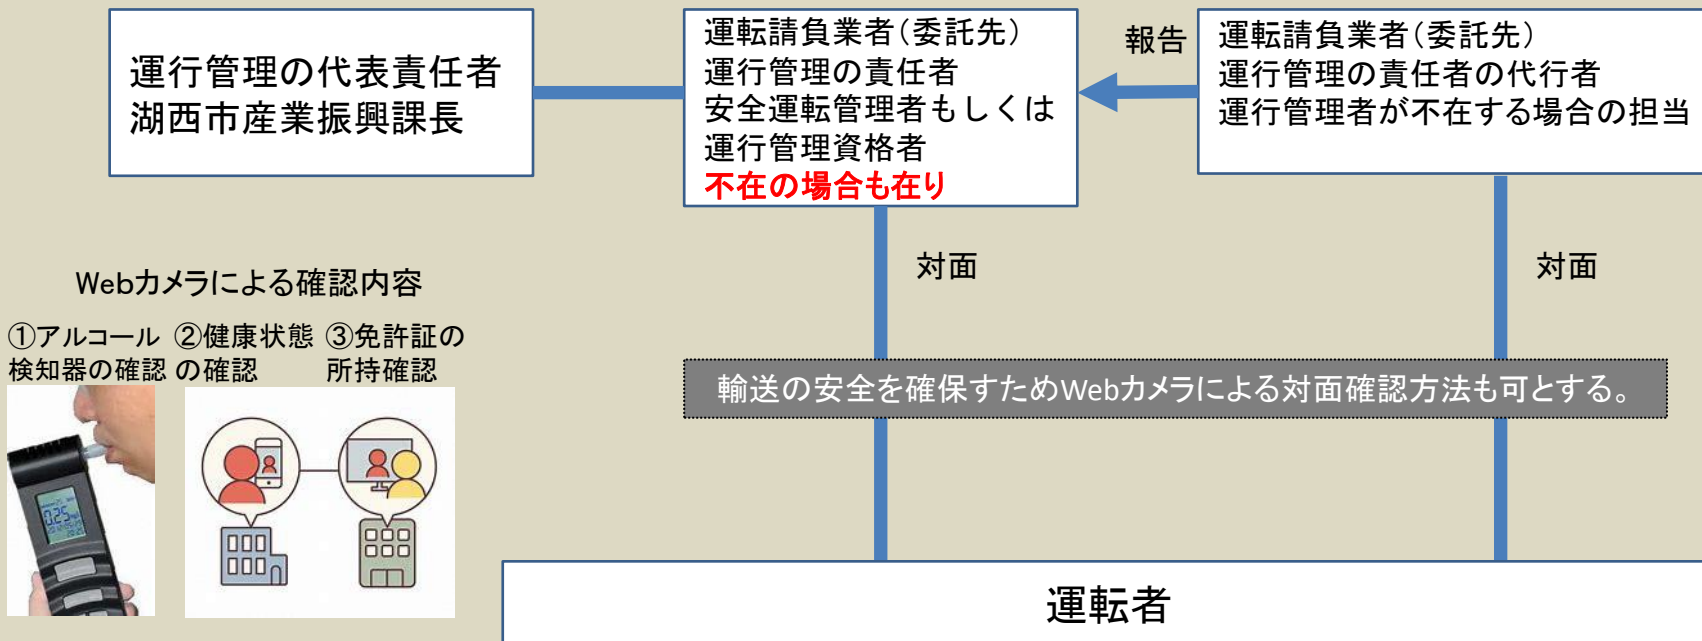 運行管理の代表責任者
湖西市産業振興課長
運転請負業者(委託先)
運行管理の責任者
安全運転管理者もしくは
運行管理資格者
不在の場合も在り
報告
運転請負業者(委託先)
運行管理の責任者の代行者
運行管理者が不在する場合の担当
対面
対面
Webカメラによる確認内容
①アルコール
検知器の確認
②健康状態
の確認
③免許証の
所持確認
輸送の安全を確保すためWebカメラによる対面確認方法も可とする。
0.25
運転者